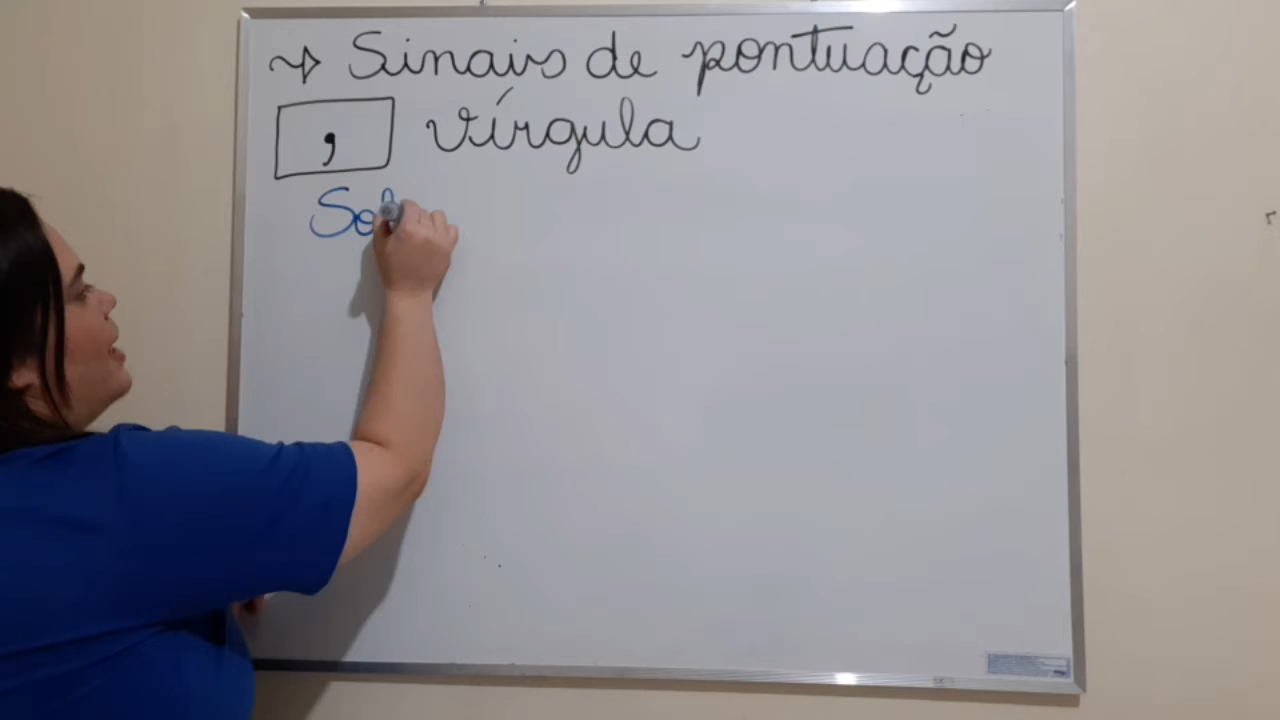 Sinais de pontuação
, vírgula